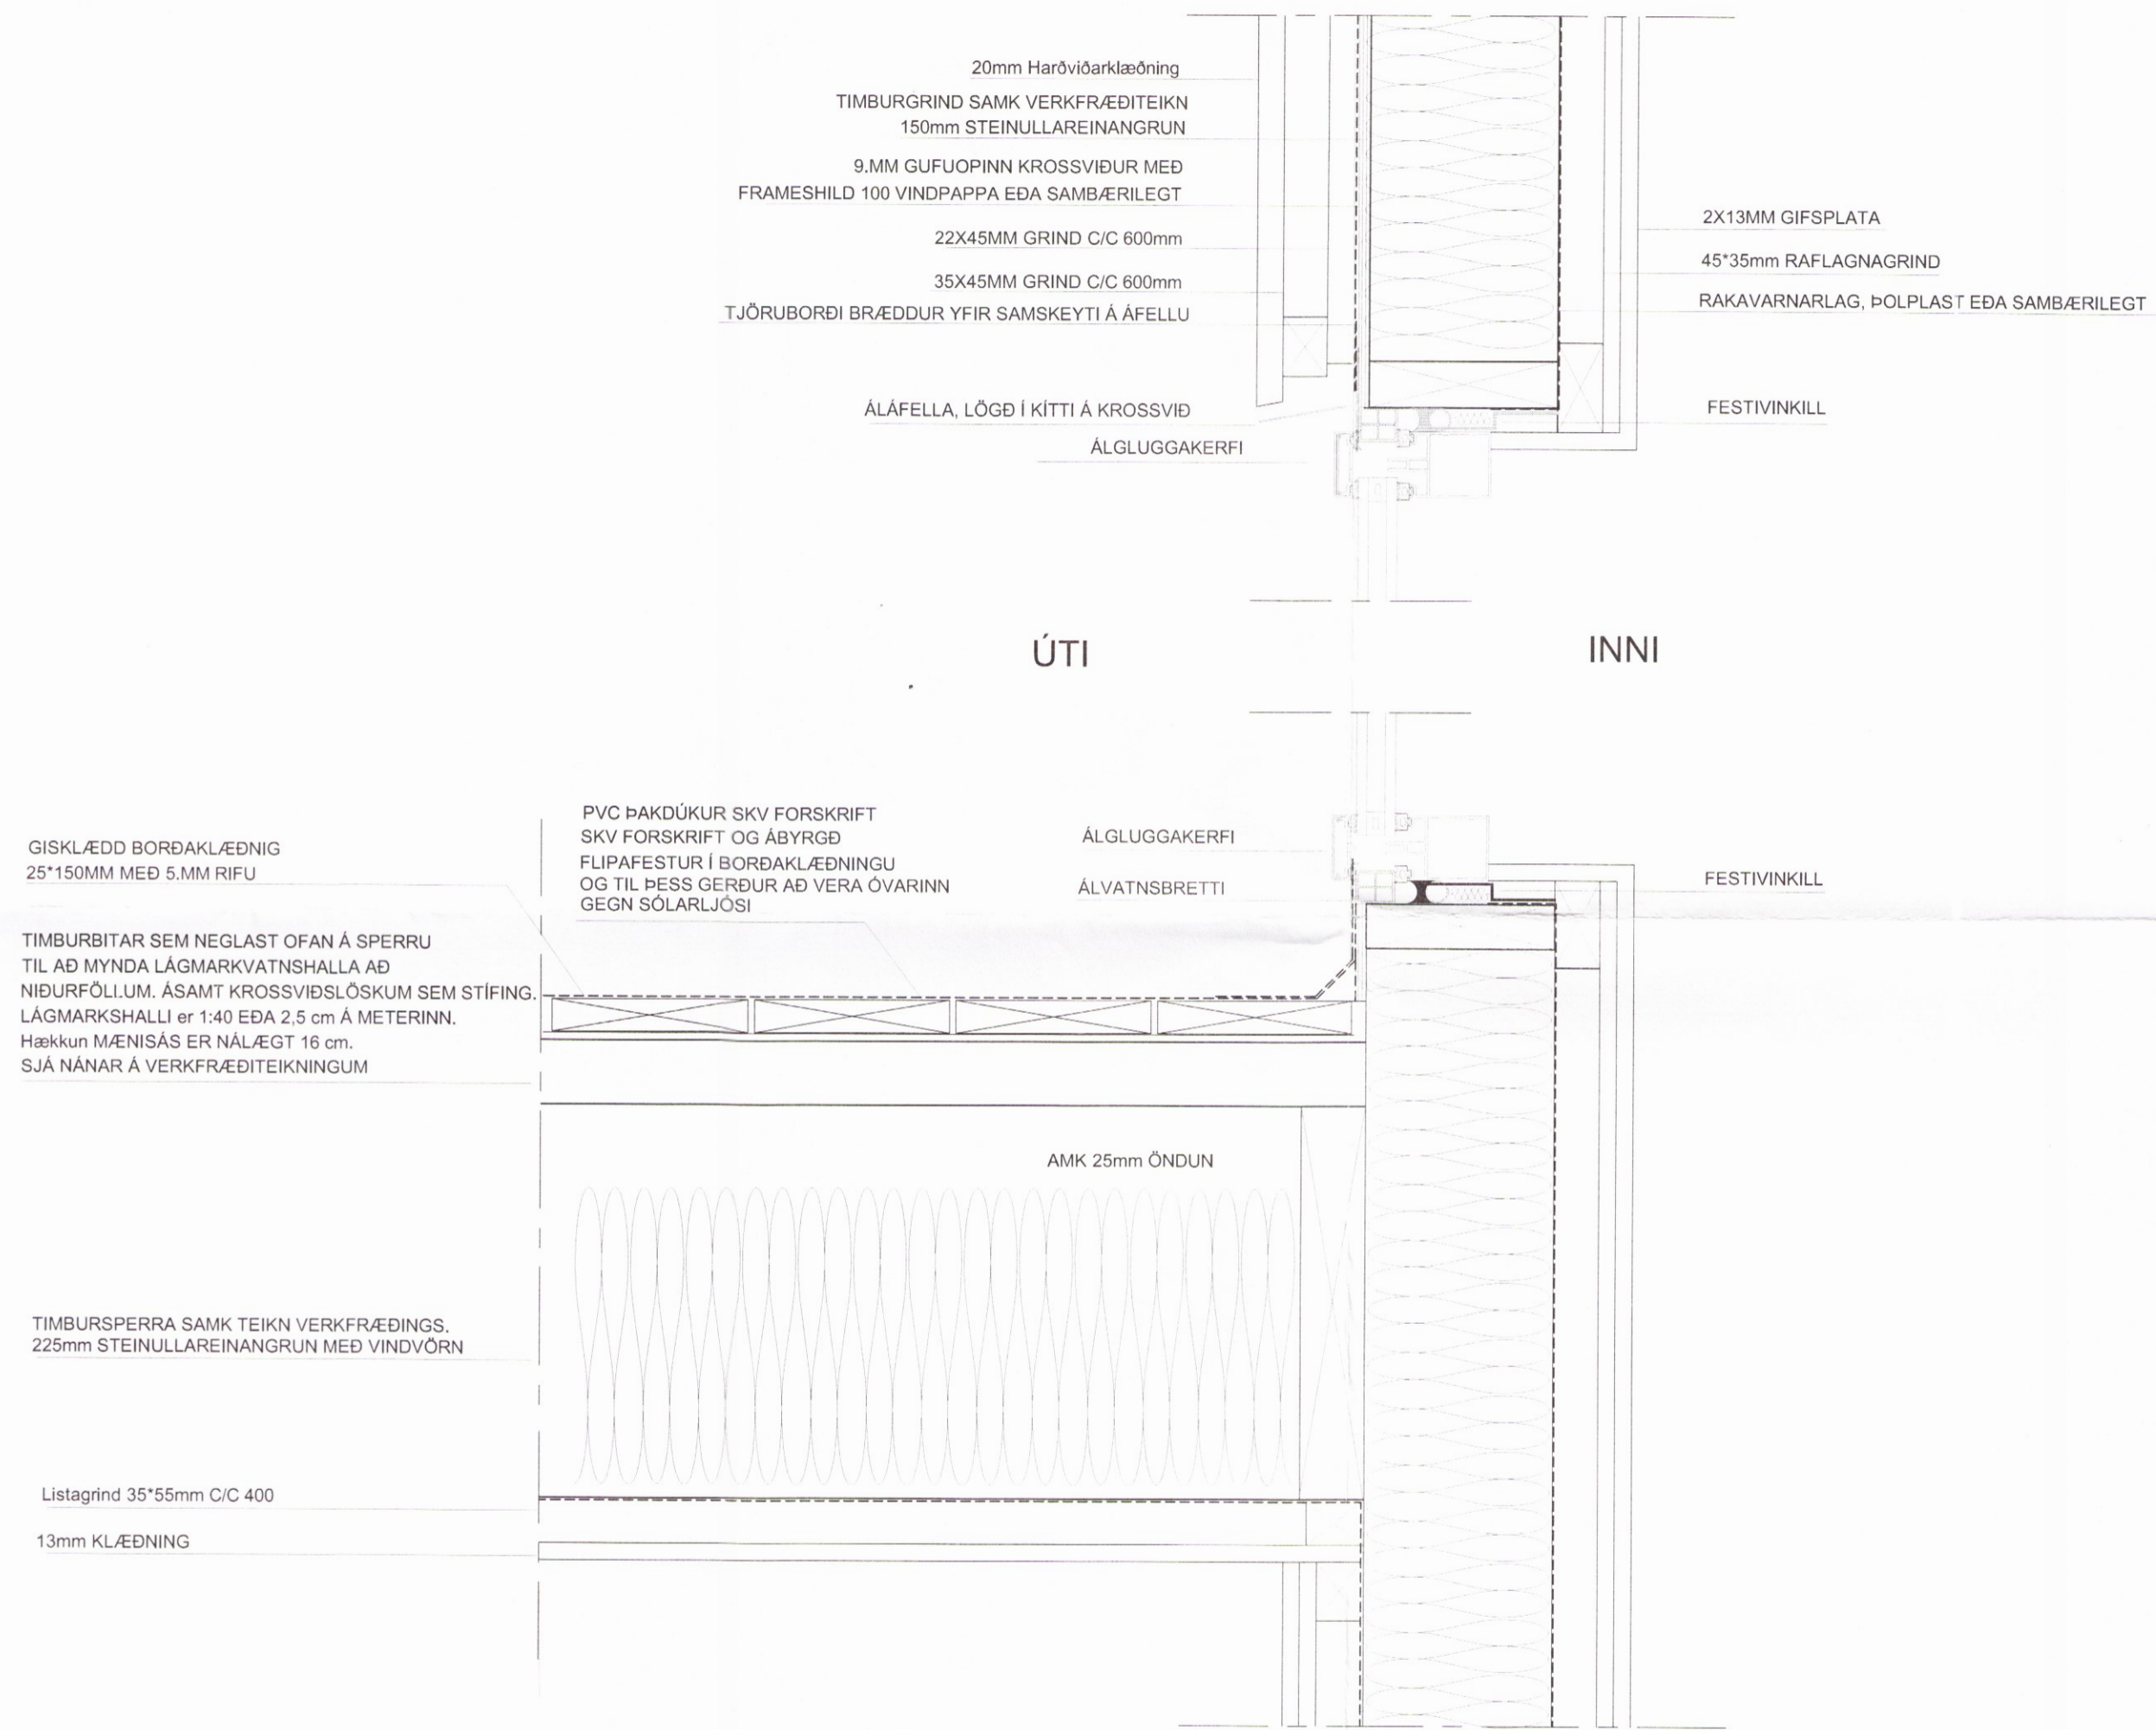 20mm Harðviðarklæðning
TIMBURGRIND SAMK VERKFRÆÐITEIKN
150mm STEINULLAREINANGRUN
9.MM GUFUOPINN KROSSVIÐUR MEÐ
FRAMESHILD 100 VINDPAPPA EÐA SAMBÆRILEGT
22X45MM GRIND C/C 600mm
35X45MM GRIND C/C 600mm
TJÖRUBORÐI BRÆDDUR YFIR SAMSKEYTI Á ÁFELLU
ÁLÁFELLA, LÖGÐ Í KÍTTI Á KROSSVIÐ
ÁLGLUGGAKERFI
2X13MM GIFSPLATA
45*35mm RAFLAGNAGRIND
RAKAVARNARLAG, ÞOLPLAST EÐA SAMBÆRILEGT
FESTIVINKILL
ÚTI
INNI
GISKLÆDD BORÐAKLÆÐNIG
25*150MM MEÐ 5.MM RIFU
PVC ÞAKDÚKUR SKV FORSKRIFT
SKV FORSKRIFT OG ÁBYRGÐ
FLIPAFESTUR Í BORÐAKLÆÐNINGU
OG TIL ÞESS GERÐUR AÐ VERA ÓVARINN
GEGN SÓLARLJÓSI
ÁLGLUGGAKERFI
ÁLVATNSBRETTI
FESTIVINKILL
TIMBURBITAR SEM NEGLAST OFAN Á SPERRU
TIL AÐ MYNDA LÁGMARKVATNSHALLA AÐ
NIÐURFÖLLUM. ÁSAMT KROSSVIÐSLÖSKUM SEM STÍFING.
LÁGMARKSHALLI er 1:40 EÐA 2,5 cm Á METERINN.
Hækkun MÆNISÁS ER NÁLÆGT 16 cm.
SJÁ NÁNAR Á VERKFRÆÐITEIKNINGUM
AMK 25mm ÖNDUN
TIMBURSPERRA SAMK TEIKN VERKFRÆÐINGS.
225mm STEINULLAREINANGRUN MEÐ VINDVÖRN
Listagrind 35*55mm C/C 400
13mm KLÆÐNING